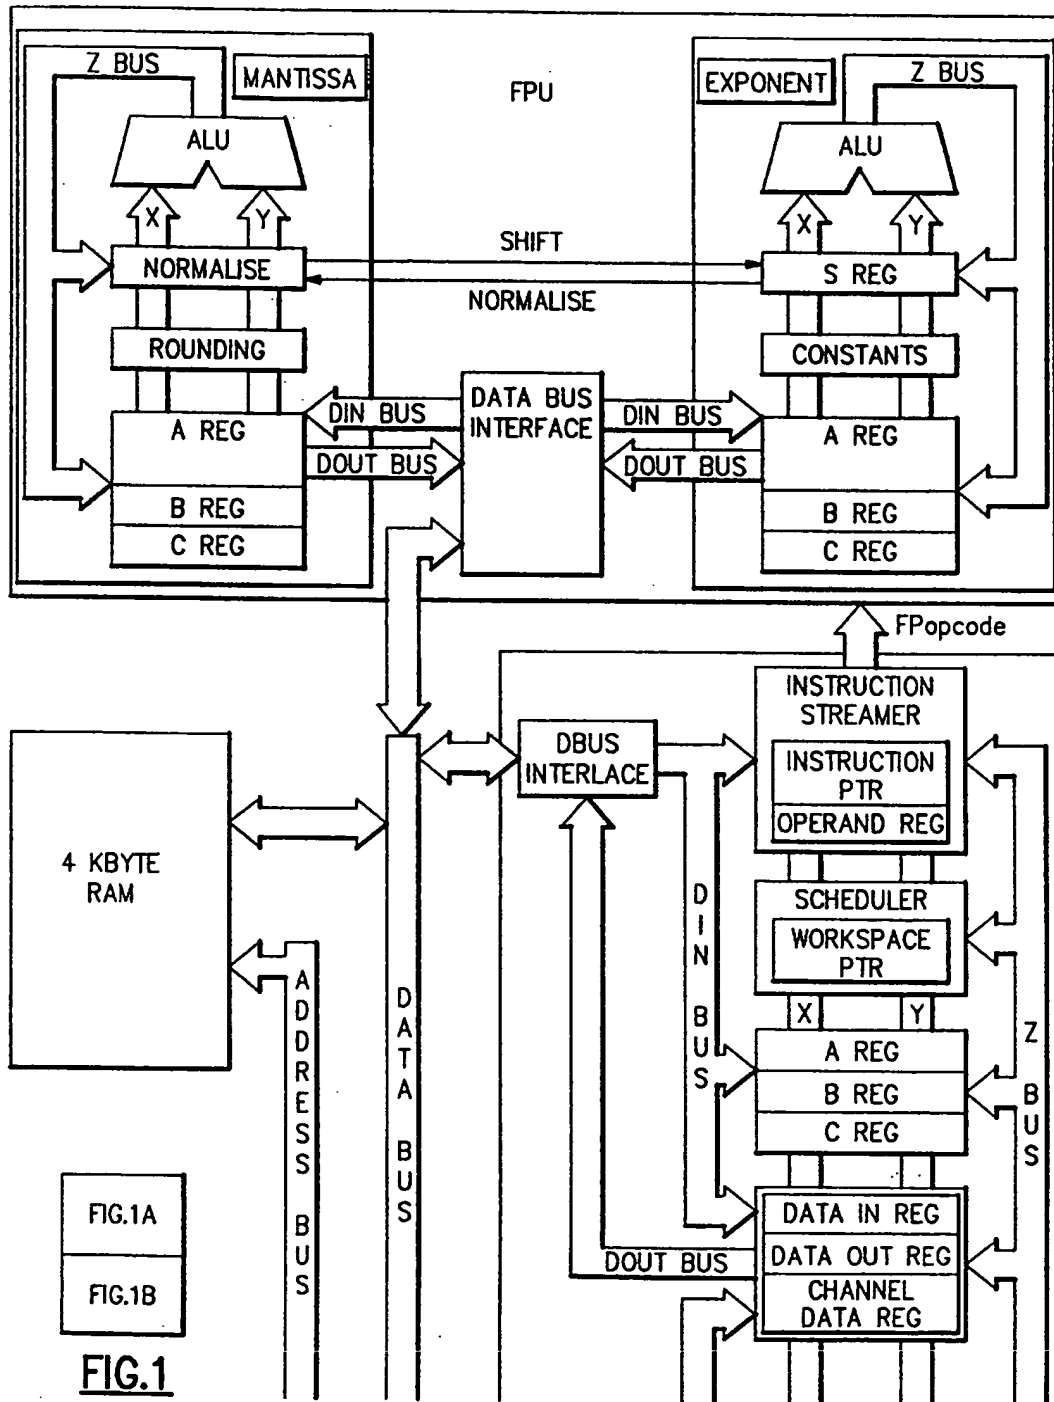 Z BUS
MANTISSA
FPU
EXPONENT
Z BUS
ALU
ALU
X
Y
X
Y
SHIFT
NORMALISE
S REG
NORMALISE
ROUNDING
CONSTANTS
DATA BUS
INTERFACE
DIN BUS
DIN BUS
A REG
A REG
DOUT BUS
DOUT BUS
B REG
B REG
C REG
C REG
FPopcode
INSTRUCTION
STREAMER
DBUS
INTERLACE
INSTRUCTION
PTR
OPERAND REG
4 KBYTE
RAM
SCHEDULER
WORKSPACE
PTR
DIN BUS
ADDRESS BUS
DATA BUS
X
Y
Z BUS
A REG
B REG
C REG
FIG.1A
FIG.1B
DATA IN REG
DATA OUT REG
DOUT BUS
CHANNEL
DATA REG
FIG.1